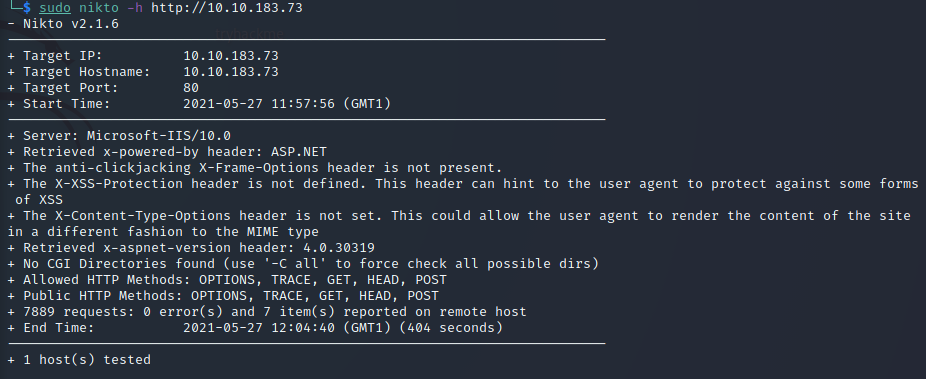 └─$ sudo nikto -h http://10.10.183.73
- Nikto v2.1.6
---------------------------------------------------------------------------
+ Target IP:          10.10.183.73
+ Target Hostname:    10.10.183.73
+ Target Port:        80
+ Start Time:         2021-05-27 11:57:56 (GMT1)
---------------------------------------------------------------------------
+ Server: Microsoft-IIS/10.0
+ Retrieved x-powered-by header: ASP.NET
+ The anti-clickjacking X-Frame-Options header is not present.
+ The X-XSS-Protection header is not defined. This header can hint to the user agent to protect against some forms
 of XSS
+ The X-Content-Type-Options header is not set. This could allow the user agent to render the content of the site
in a different fashion to the MIME type
+ Retrieved x-aspnet-version header: 4.0.30319
+ No CGI Directories found (use '-C all' to force check all possible dirs)
+ Allowed HTTP Methods: OPTIONS, TRACE, GET, HEAD, POST
+ Public HTTP Methods: OPTIONS, TRACE, GET, HEAD, POST
+ 7889 requests: 0 error(s) and 7 item(s) reported on remote host
+ End Time:           2021-05-27 12:04:40 (GMT1) (404 seconds)
---------------------------------------------------------------------------
+ 1 host(s) tested